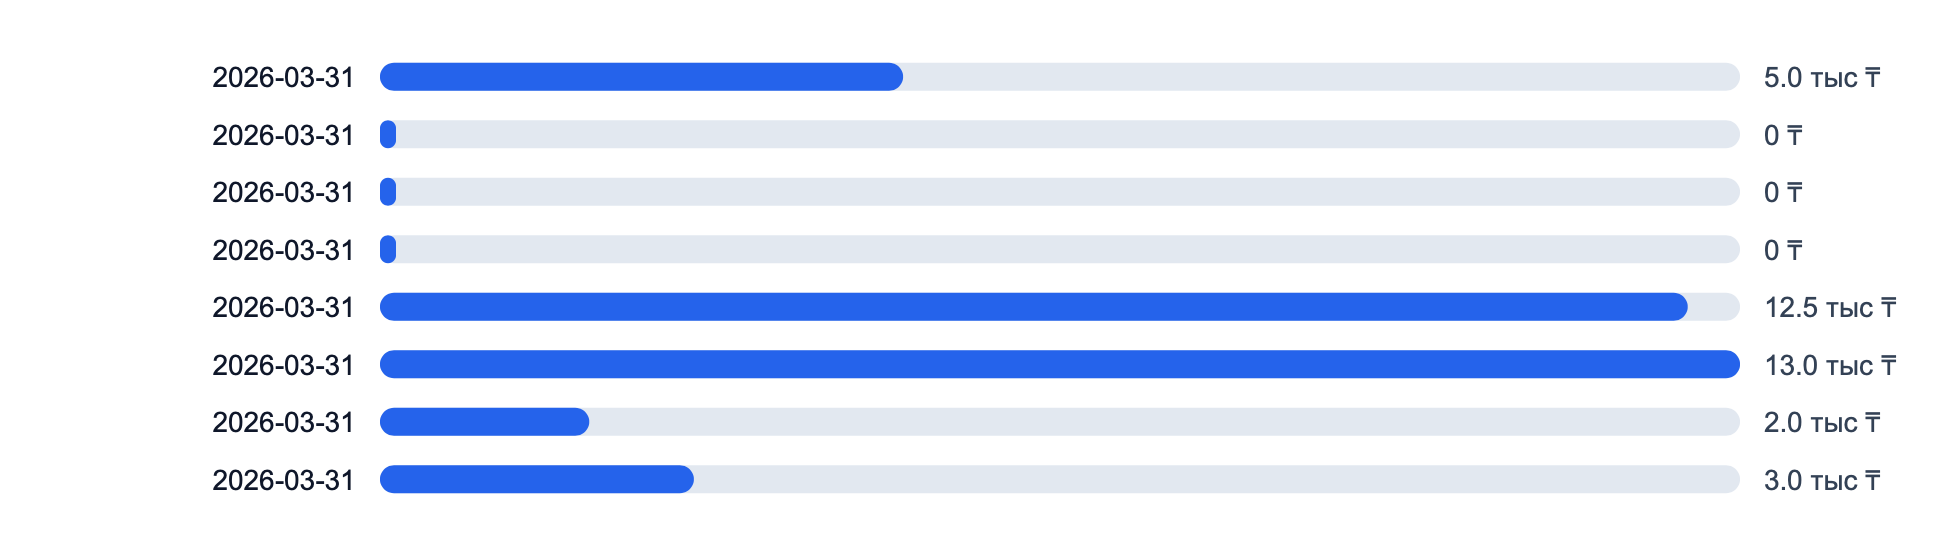 2026-03-31 5.0 тыс ₸
2026-03-31 0 ₸
2026-03-31 0 ₸
2026-03-31 0 ₸
2026-03-31 12.5 тыс ₸
2026-03-31 13.0 тыс ₸
2026-03-31 2.0 тыс ₸
2026-03-31 3.0 тыс ₸